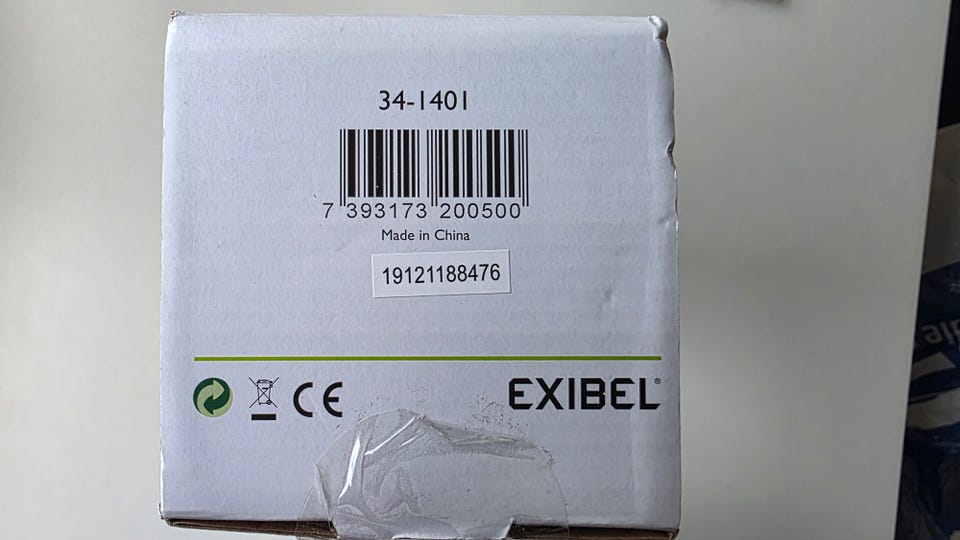 34-1401
7 393173 200500
Made in China
19121188476
CE
EXIBEL®